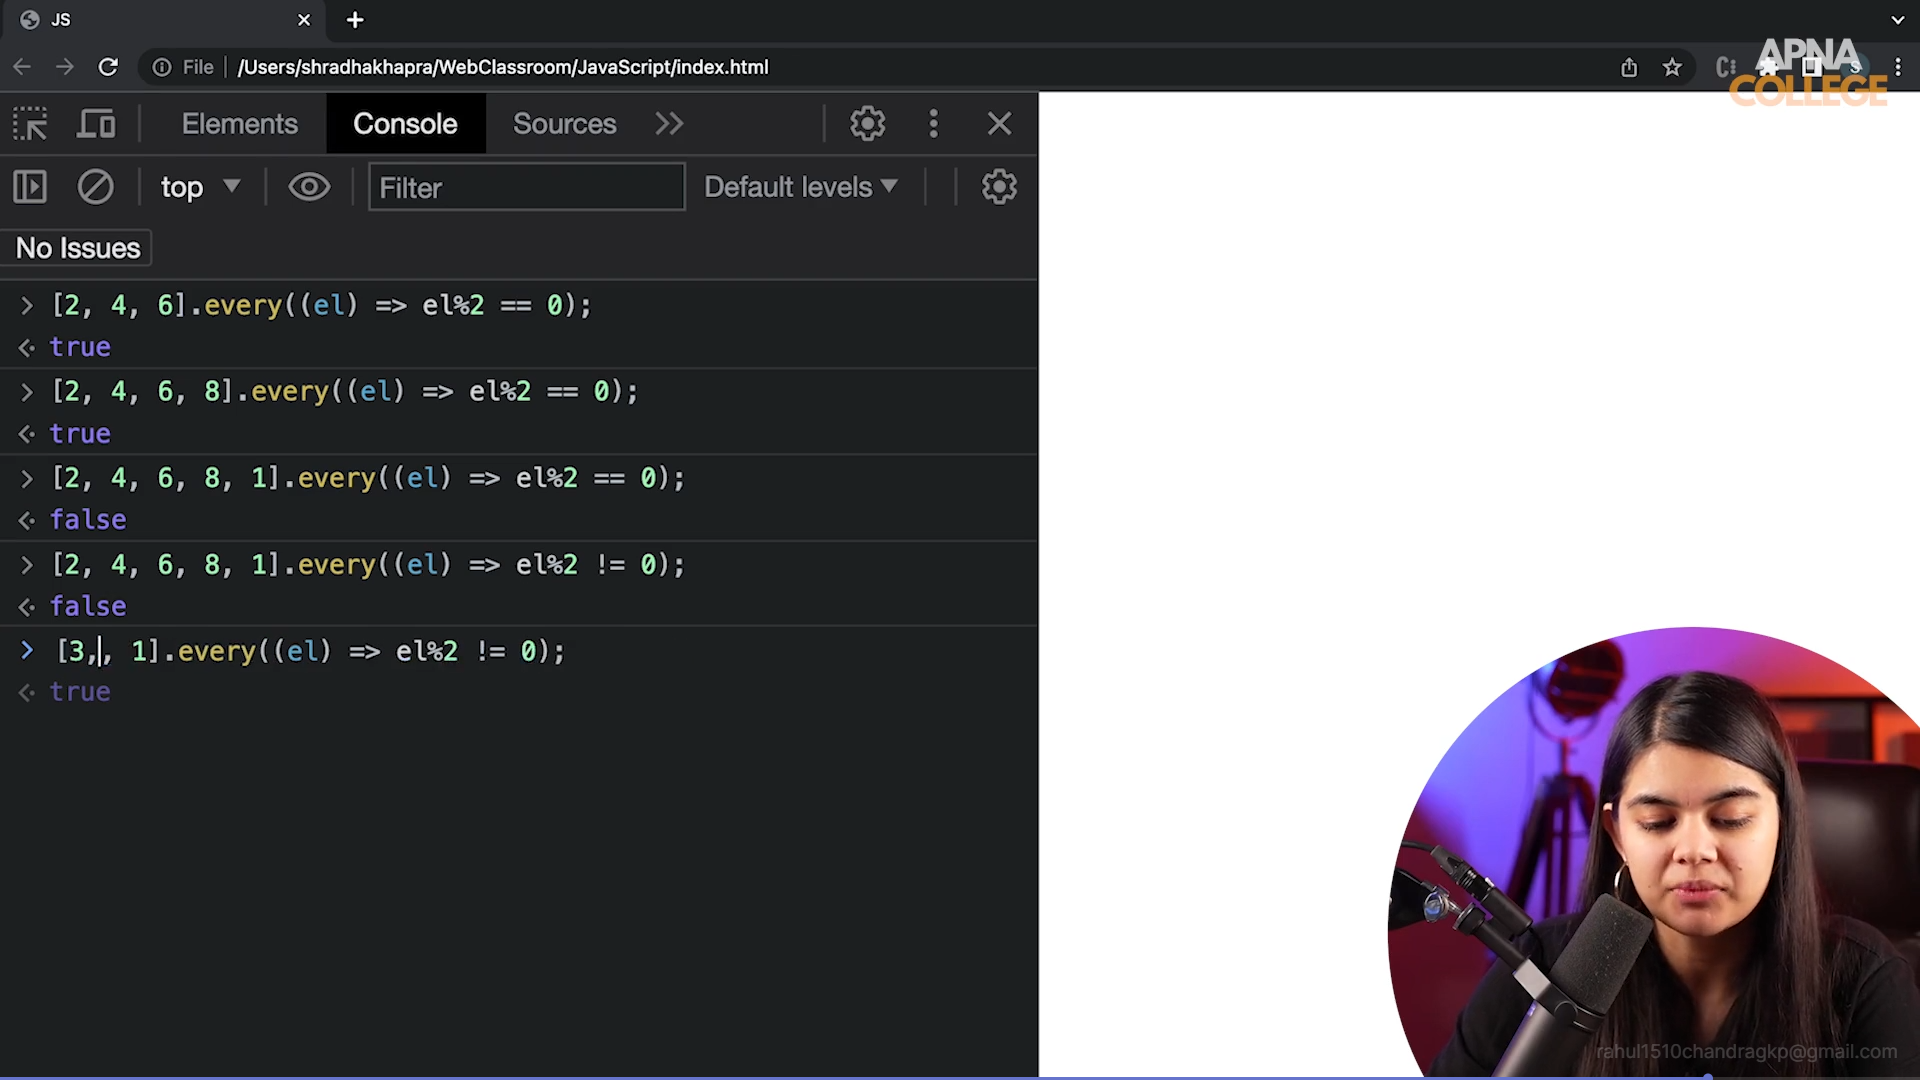 JS
File /Users/shradhakhapra/WebClassroom/JavaScript/index.html
APNA
COLLEGE
Elements Console Sources
top Filter Default levels
No Issues
> [2, 4, 6].every((el) => el%2 == 0);
true
> [2, 4, 6, 8].every((el) => el%2 == 0);
true
> [2, 4, 6, 8, 1].every((el) => el%2 == 0);
false
> [2, 4, 6, 8, 1].every((el) => el%2 != 0);
false
> [3,, 1].every((el) => el%2 != 0);
true
rahul1510chandragkp@gmail.com